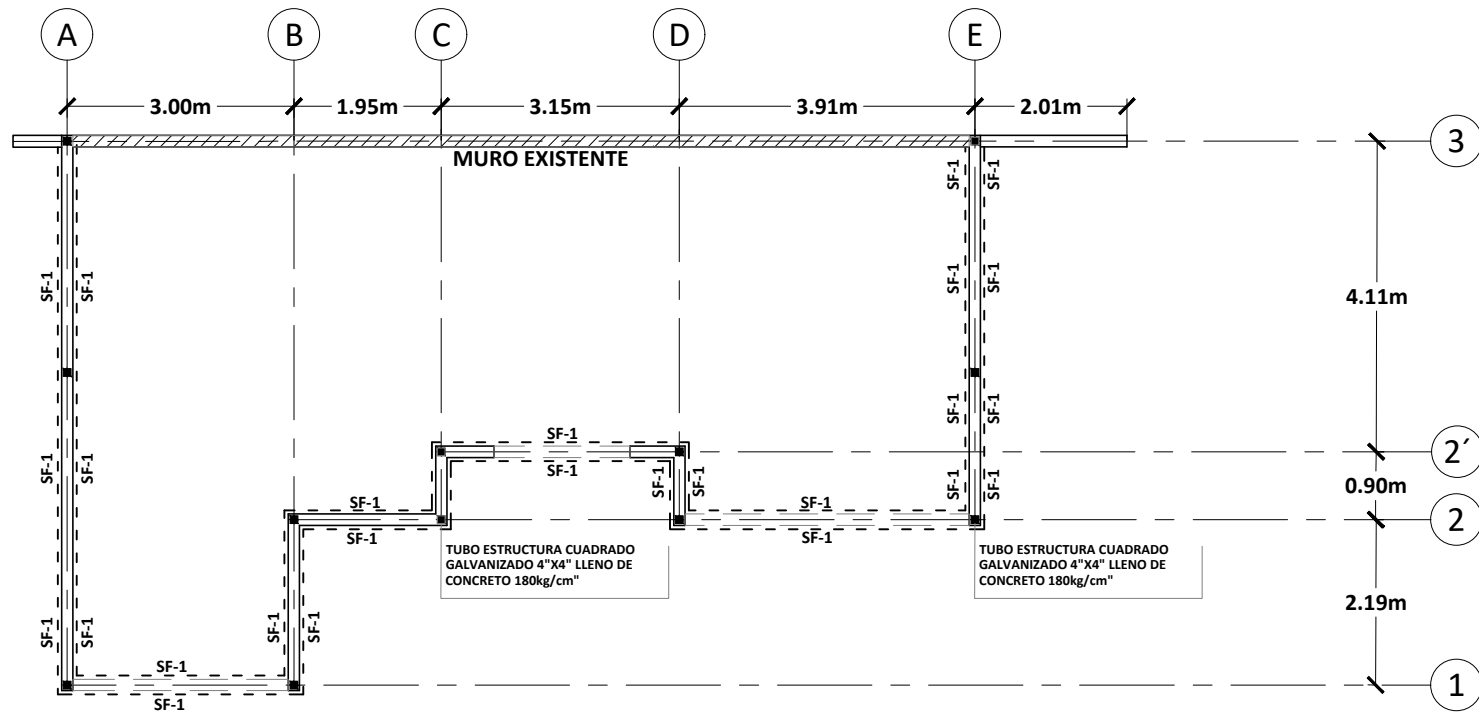 A
B
C
D
E
3.00m
1.95m
3.15m
3.91m
2.01m
3
MURO EXISTENTE
SF-1
SF-1
SF-1
SF-1
SF-1
SF-1
4.11m
SF-1
SF-1
SF-1
SF-1
SF-1
SF-1
2´
SF-1
SF-1
SF-1
SF-1
SF-1
SF-1
0.90m
SF-1
SF-1
SF-1
SF-1
2
TUBO ESTRUCTURA CUADRADO
GALVANIZADO 4"X4" LLENO DE
CONCRETO 180kg/cm"
TUBO ESTRUCTURA CUADRADO
GALVANIZADO 4"X4" LLENO DE
CONCRETO 180kg/cm"
2.19m
SF-1
SF-1
SF-1
SF-1
SF-1
SF-1
1